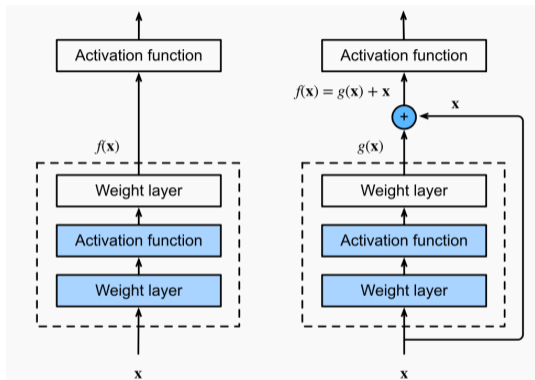 Activation function
f(x)
Weight layer
Activation function
Weight layer
x
Activation function
f(x) = g(x) + x
+
x
g(x)
Weight layer
Activation function
Weight layer
x